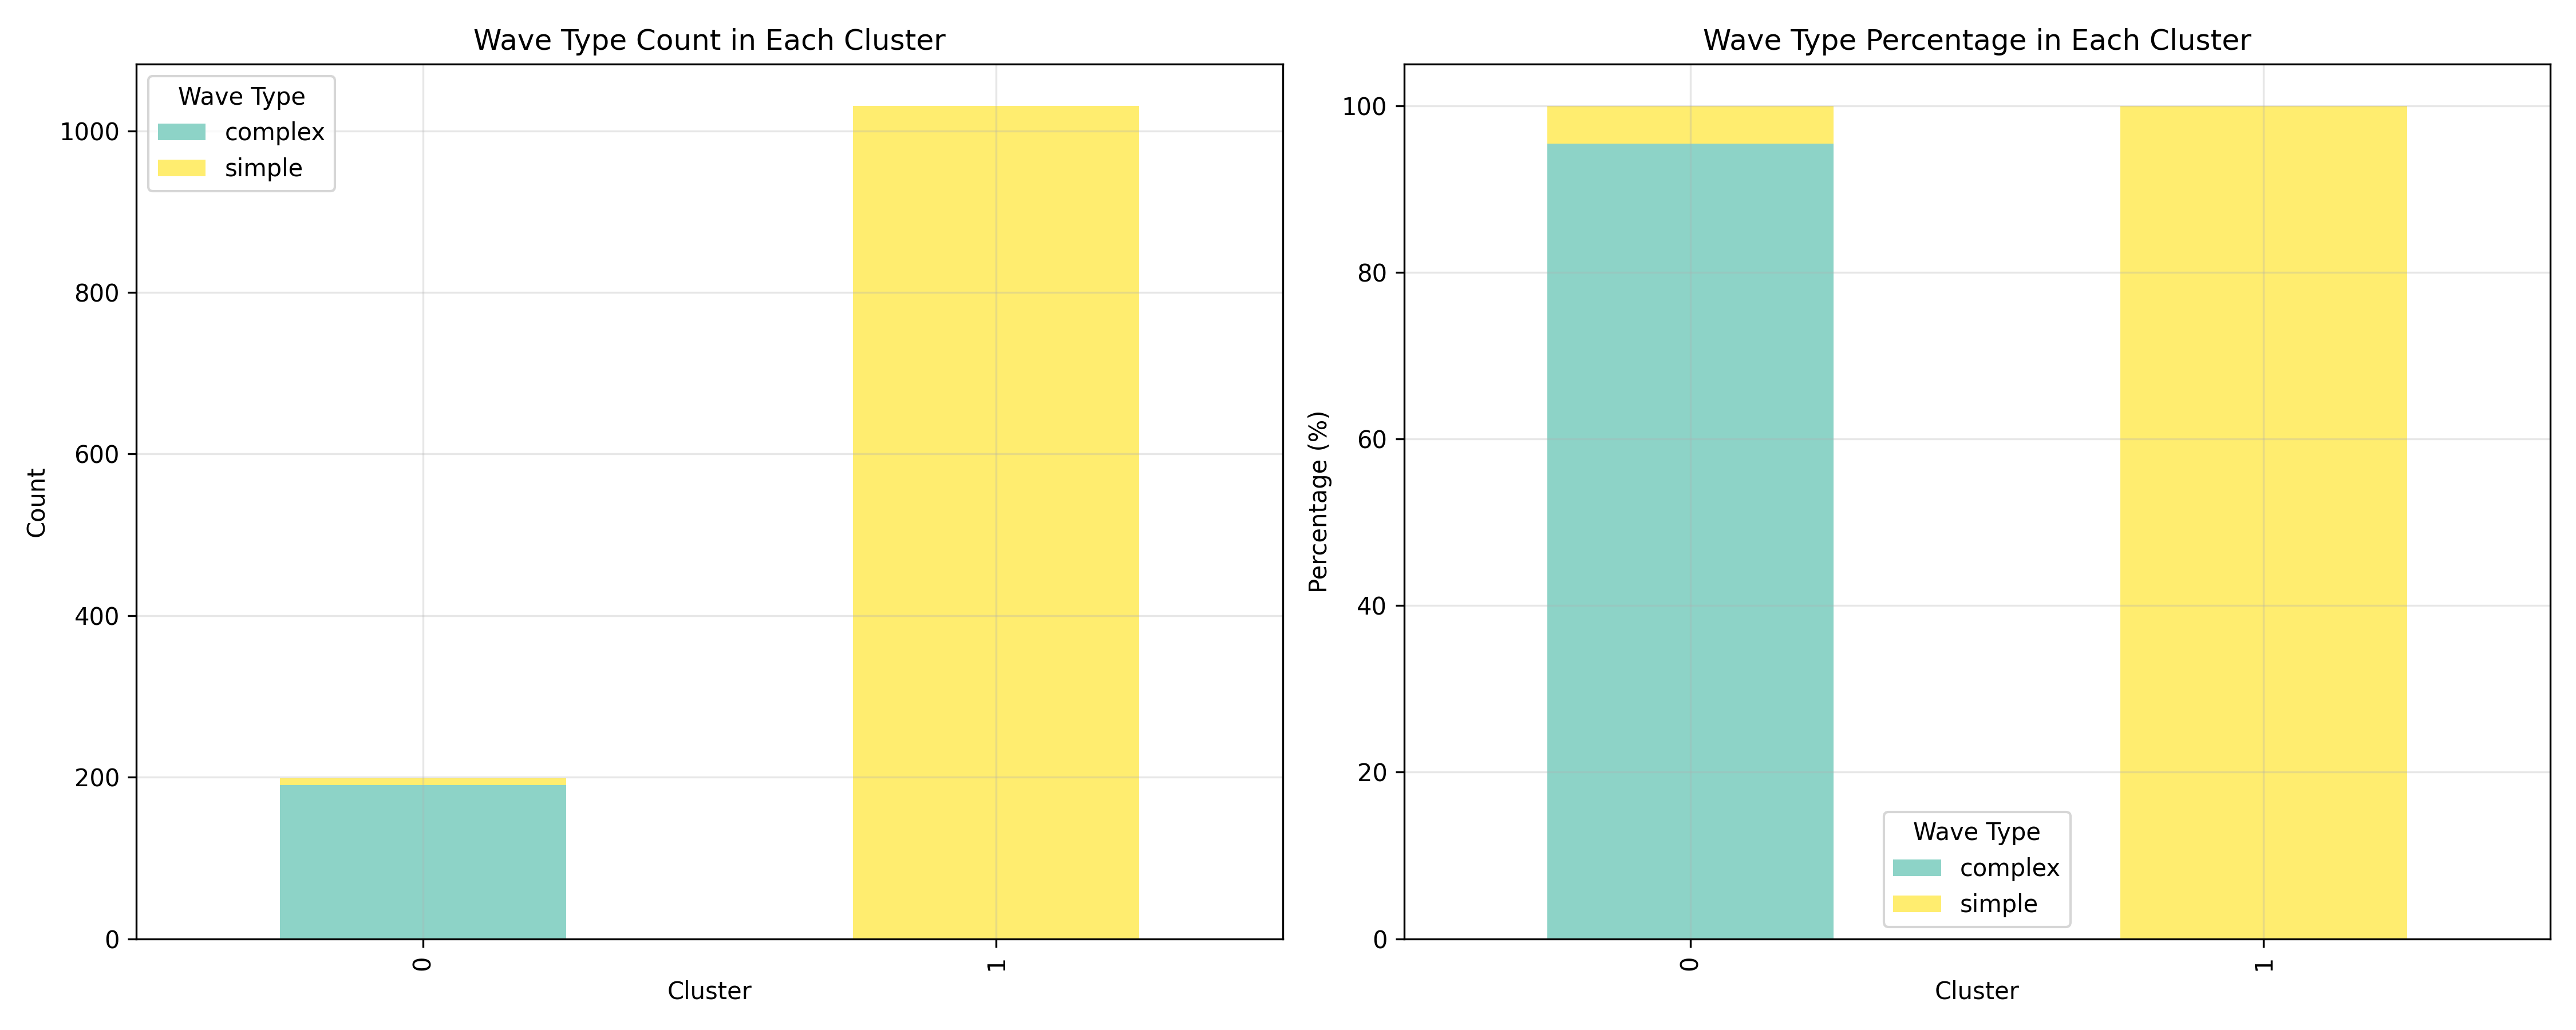 Wave Type Count in Each Cluster
Wave Type
complex
simple
1000
800
600
400
200
0
Count
0
1
Cluster
Wave Type Percentage in Each Cluster
100
80
60
40
20
0
Percentage (%)
Wave Type
complex
simple
0
1
Cluster